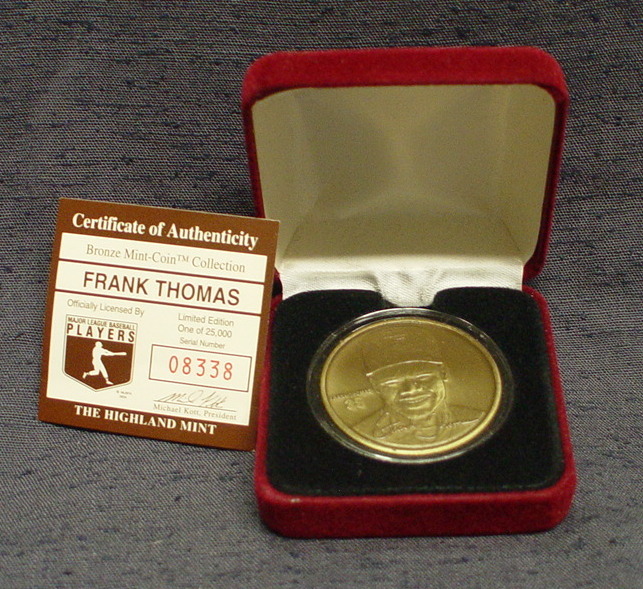 Certificate of Authenticity
Bronze Mint-Coin™ Collection
FRANK THOMAS
Officially Licensed By
MAJOR LEAGUE BASEBALL
PLAYERS
Limited Edition
One of 25,000
Serial Number
08338
Michael Kott, President
THE HIGHLAND MINT